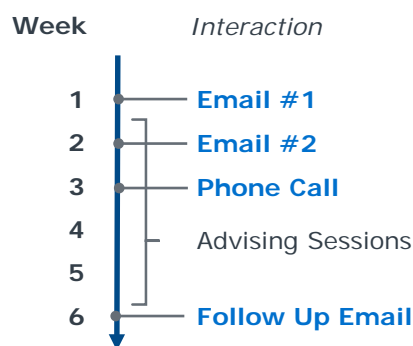 Week Interaction
1 Email #1
2 Email #2
3 Phone Call
4
Advising Sessions
5
6 Follow Up Email